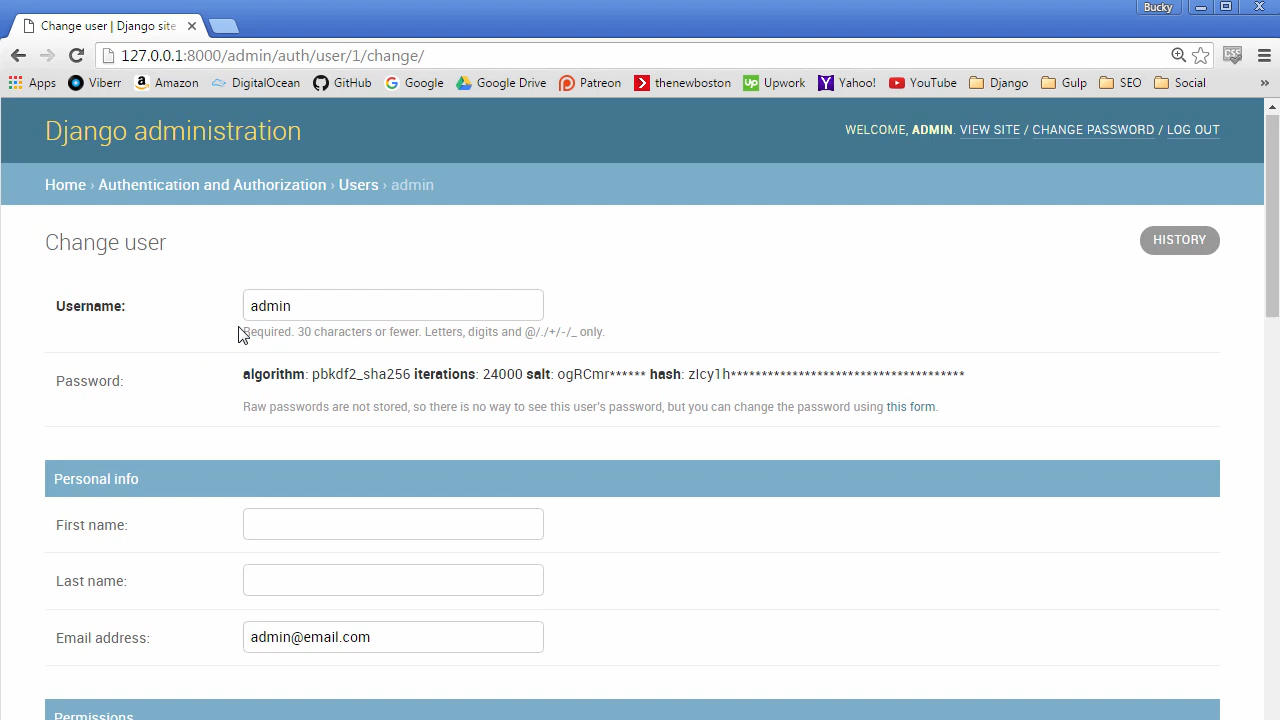 Bucky
Change user | Django site
127.0.0.1:8000/admin/auth/user/1/change/
Apps Viberr Amazon DigitalOcean GitHub Google Google Drive Patreon thenewboston Upwork Yahoo! YouTube Django Gulp SEO Social »
Django administration
WELCOME, ADMIN. VIEW SITE / CHANGE PASSWORD / LOG OUT
Home › Authentication and Authorization › Users › admin
Change user
HISTORY
Username: admin
Required. 30 characters or fewer. Letters, digits and @/./+/-/_ only.
Password: algorithm: pbkdf2_sha256 iterations: 24000 salt: ogRCmr****** hash: zIcy1h**************************************
Raw passwords are not stored, so there is no way to see this user's password, but you can change the password using this form.
Personal info
First name:
Last name:
Email address: admin@email.com
Permissions